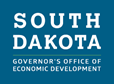 SOUTH
DAKOTA
GOVERNOR'S OFFICE OF
ECONOMIC DEVELOPMENT